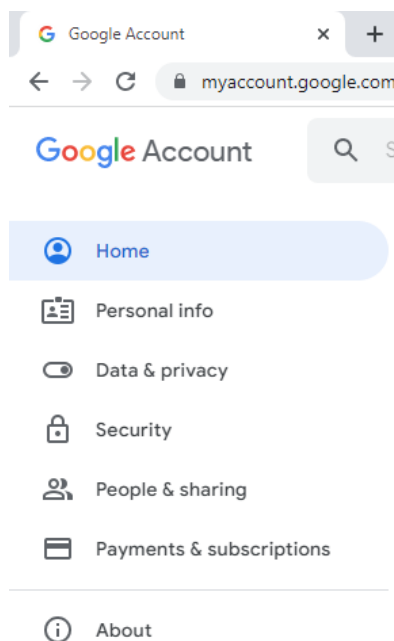 Google Account
myaccount.google.com
Google Account
Home
Personal info
Data & privacy
Security
People & sharing
Payments & subscriptions
About